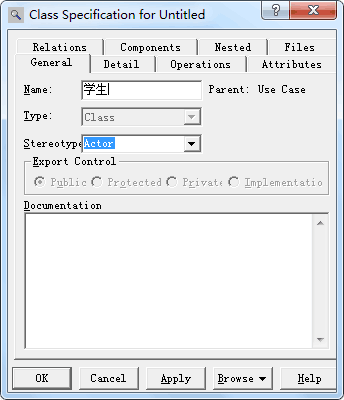 Class Specification for Untitled
Relations Components Nested Files
General Detail Operations Attributes
Name: 学生 Parent: Use Case
Type: Class
Stereotype Actor
Export Control
Public Protected Private Implementatio
Documentation
OK Cancel Apply Browse Help